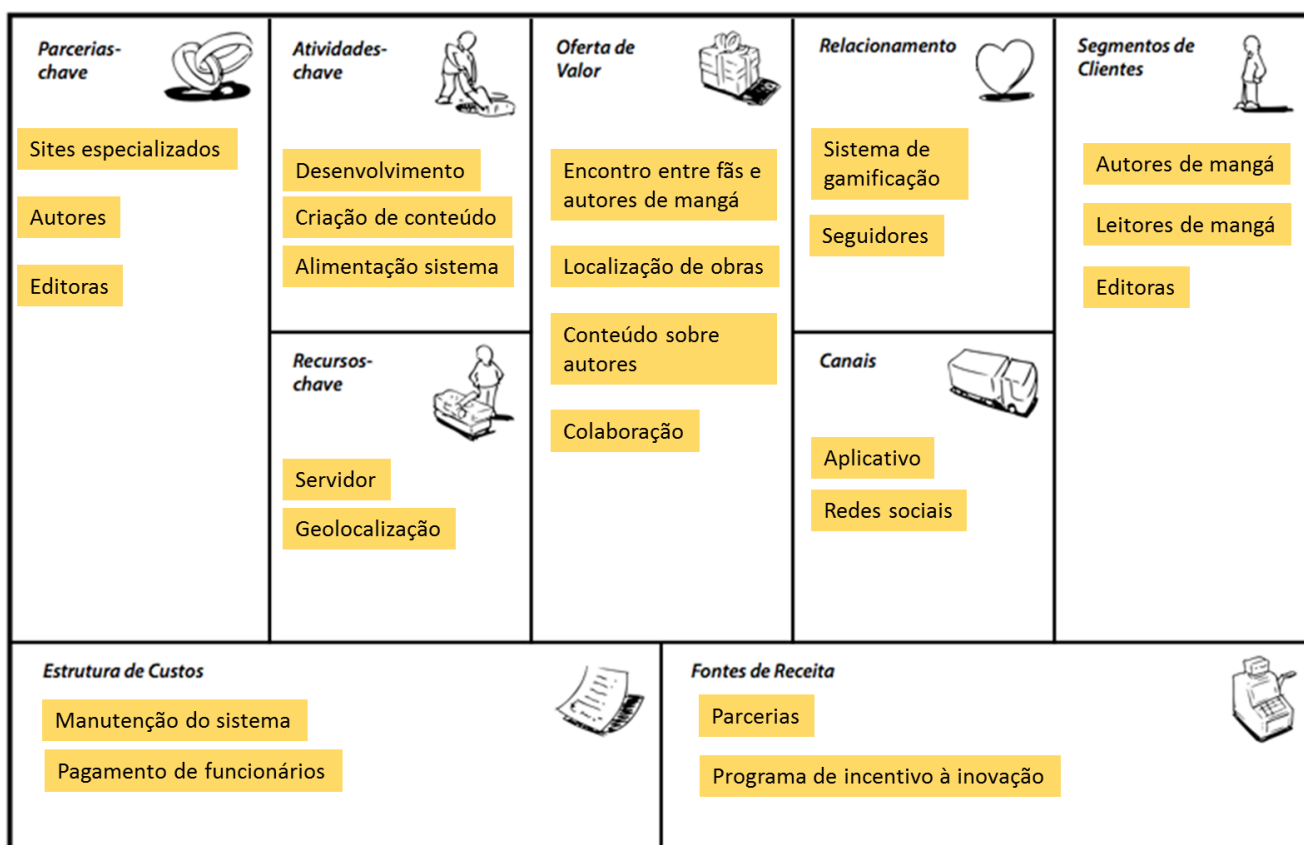 Parcerias-
chave
Sites especializados
Autores
Editoras
Atividades-
chave
Desenvolvimento
Criação de conteúdo
Alimentação sistema
Recursos-
chave
Servidor
Geolocalização
Oferta de
Valor
Encontro entre fãs e
autores de mangá
Localização de obras
Conteúdo sobre
autores
Colaboração
Relacionamento
Sistema de
gamificação
Seguidores
Canais
Aplicativo
Redes sociais
Segmentos de
Clientes
Autores de mangá
Leitores de mangá
Editoras
Estrutura de Custos
Manutenção do sistema
Pagamento de funcionários
Fontes de Receita
Parcerias
Programa de incentivo à inovação